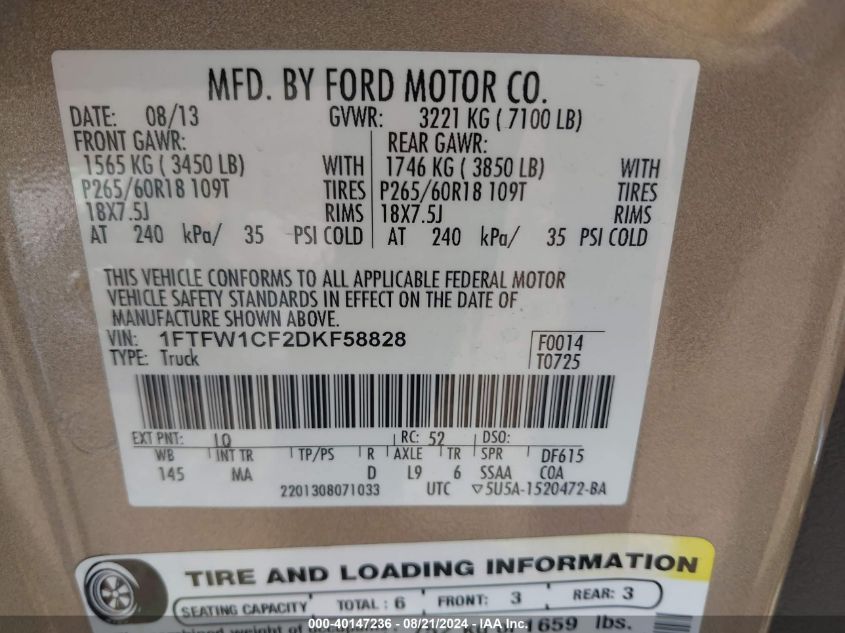 MFD. BY FORD MOTOR CO.
DATE: 08/13 GVWR: 3221 KG ( 7100 LB)
FRONT GAWR: REAR GAWR:
1565 KG ( 3450 LB) WITH 1746 KG ( 3850 LB) WITH
P265/60R18 109T TIRES P265/60R18 109T TIRES
18X7.5J RIMS 18X7.5J RIMS
AT 240 kPa/ 35 PSI COLD AT 240 kPa/ 35 PSI COLD
THIS VEHICLE CONFORMS TO ALL APPLICABLE FEDERAL MOTOR
VEHICLE SAFETY STANDARDS IN EFFECT ON THE DATE OF
MANUFACTURE SHOWN ABOVE.
VIN: 1FTFW1CF2DKF58828 F0014
TYPE: Truck T0725
EXT PNT: RC: 52 DSO:
WB INT TR TP/PS R AXLE TR SPR DF615
145 MA D L9 6 SSAA COA
2201308071033 UTC ▽5U5A-1520472-BA
TIRE AND LOADING INFORMATION
SEATING CAPACITY TOTAL : 6 FRONT: 3 REAR: 3
1659 lbs.
000-40147236 - 08/21/2024 - IAA, Inc.